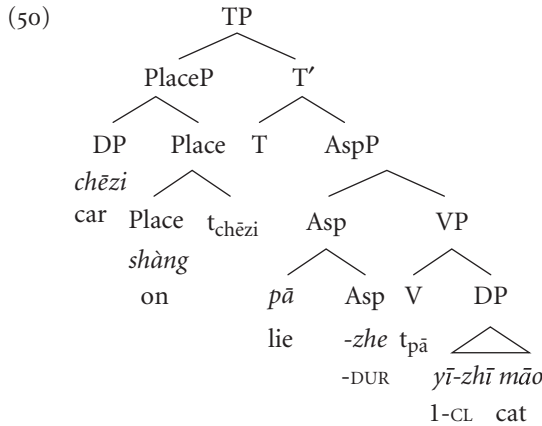 (50) TP
PlaceP T′
DP Place T AspP
chēzi
car Place t chēzi Asp VP
shàng
on pā Asp V DP
lie -zhe t pā
-DUR yī-zhī māo
1-CL cat